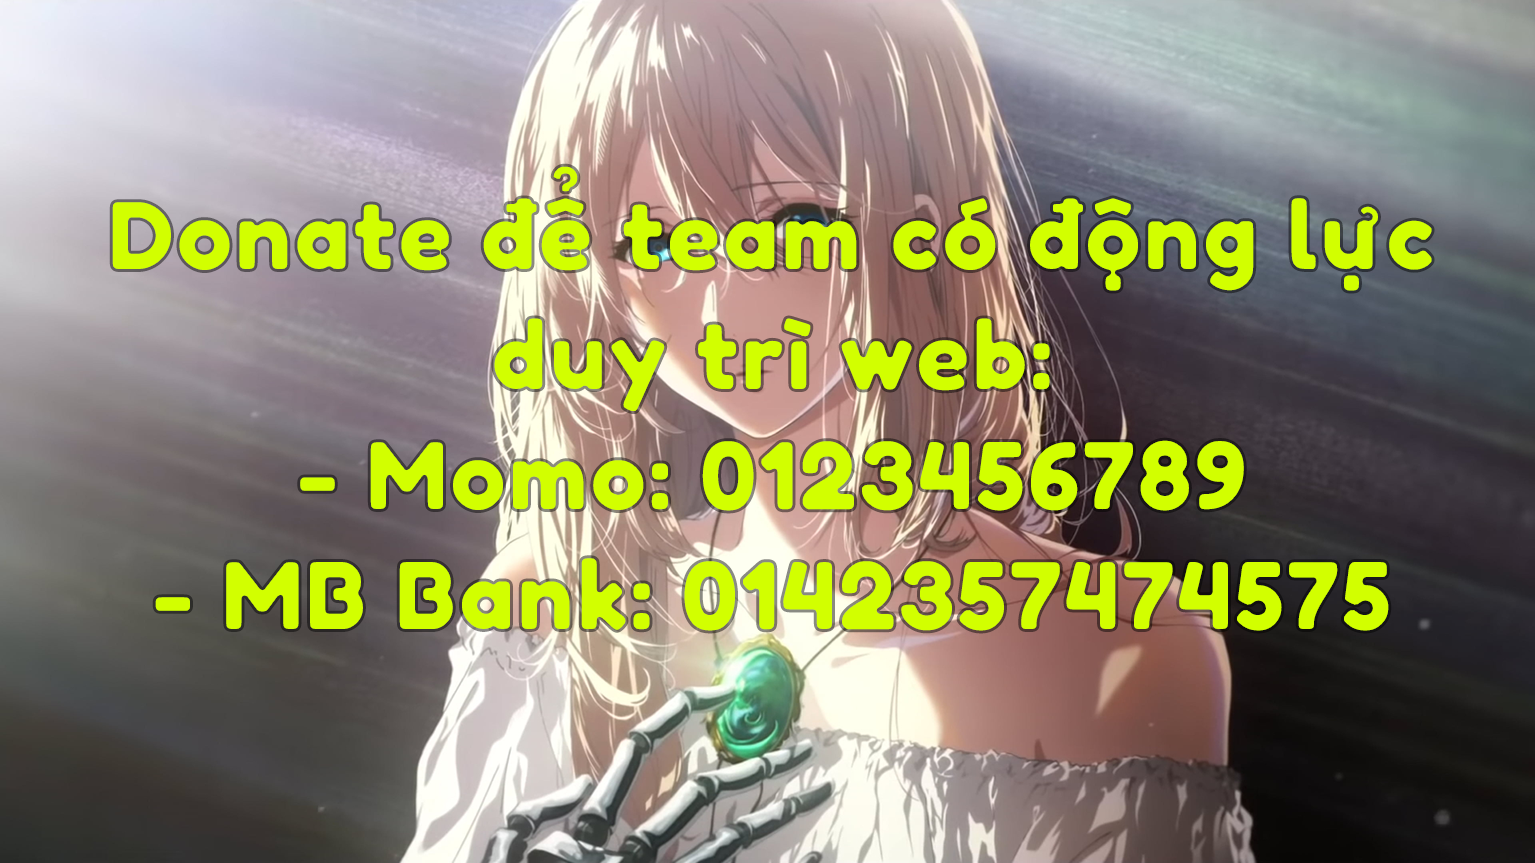 Donate để team có động lực
duy trì web:
- Momo: 0123456789
- MB Bank: 0142357474575